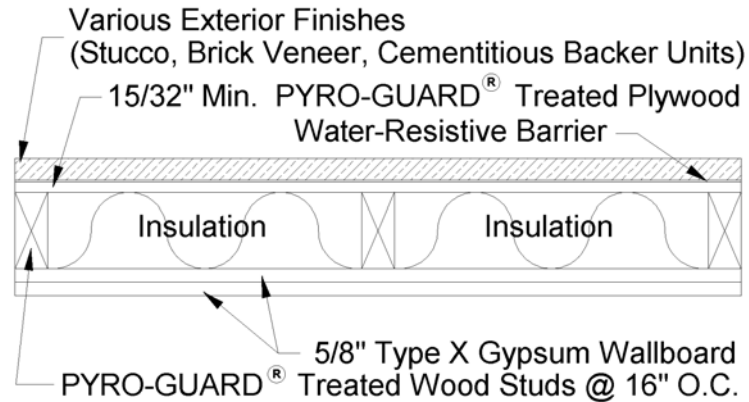 Various Exterior Finishes
(Stucco, Brick Veneer, Cementitious Backer Units)
15/32" Min. PYRO-GUARD® Treated Plywood
Water-Resistive Barrier
Insulation
Insulation
5/8" Type X Gypsum Wallboard
PYRO-GUARD® Treated Wood Studs @ 16" O.C.